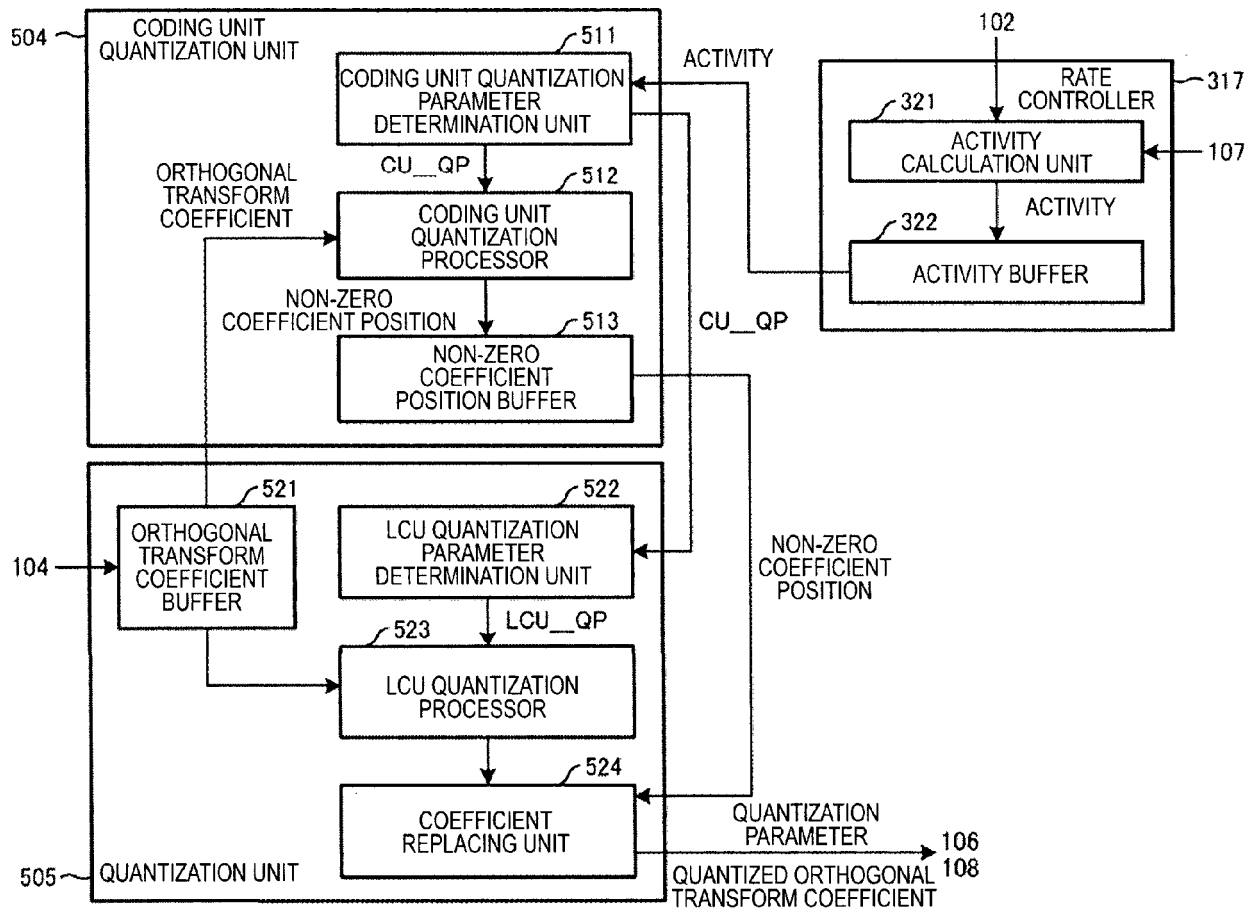 504
CODING UNIT
QUANTIZATION UNIT
511
CODING UNIT QUANTIZATION
PARAMETER
DETERMINATION UNIT
ACTIVITY
102
RATE
CONTROLLER
317
321
ACTIVITY
CALCULATION UNIT
107
ACTIVITY
322
ACTIVITY BUFFER
CU__QP
ORTHOGONAL
TRANSFORM
COEFFICIENT
512
CODING UNIT
QUANTIZATION
PROCESSOR
NON-ZERO
COEFFICIENT POSITION
513
NON-ZERO
COEFFICIENT
POSITION BUFFER
CU__QP
521
ORTHOGONAL
TRANSFORM
COEFFICIENT
BUFFER
104
522
LCU QUANTIZATION
PARAMETER
DETERMINATION UNIT
NON-ZERO
COEFFICIENT
POSITION
LCU__QP
523
LCU QUANTIZATION
PROCESSOR
524
COEFFICIENT
REPLACING UNIT
QUANTIZATION
PARAMETER
106
108
QUANTIZED ORTHOGONAL
TRANSFORM COEFFICIENT
505
QUANTIZATION UNIT